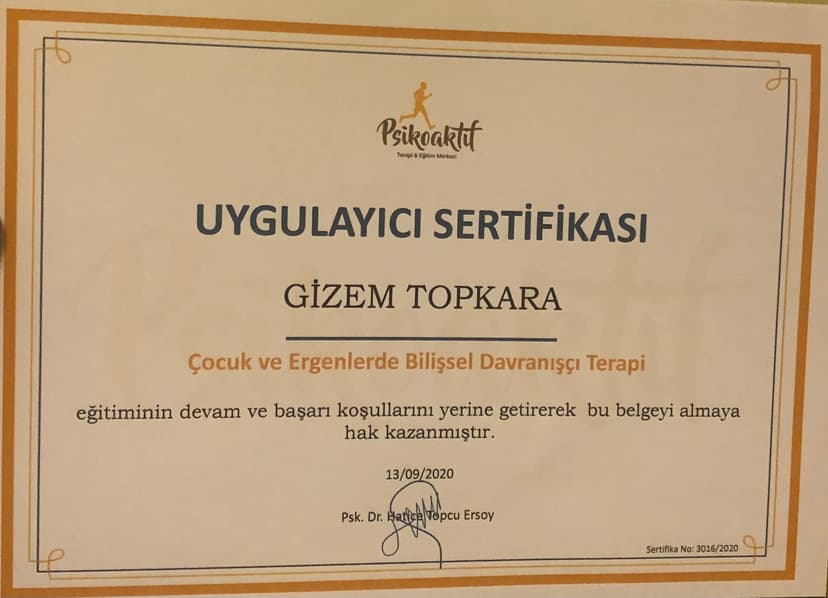 Psikoaktif
Terapi & Eğitim Merkezi
UYGULAYICI SERTİFİKASI
GİZEM TOPKARA
Çocuk ve Ergenlerde Bilişsel Davranışçı Terapi
eğitiminin devam ve başarı koşullarını yerine getirerek bu belgeyi almaya
hak kazanmıştır.
13/09/2020
Psk. Dr. Hatice Topcu Ersoy
Sertifika No: 3016/2020